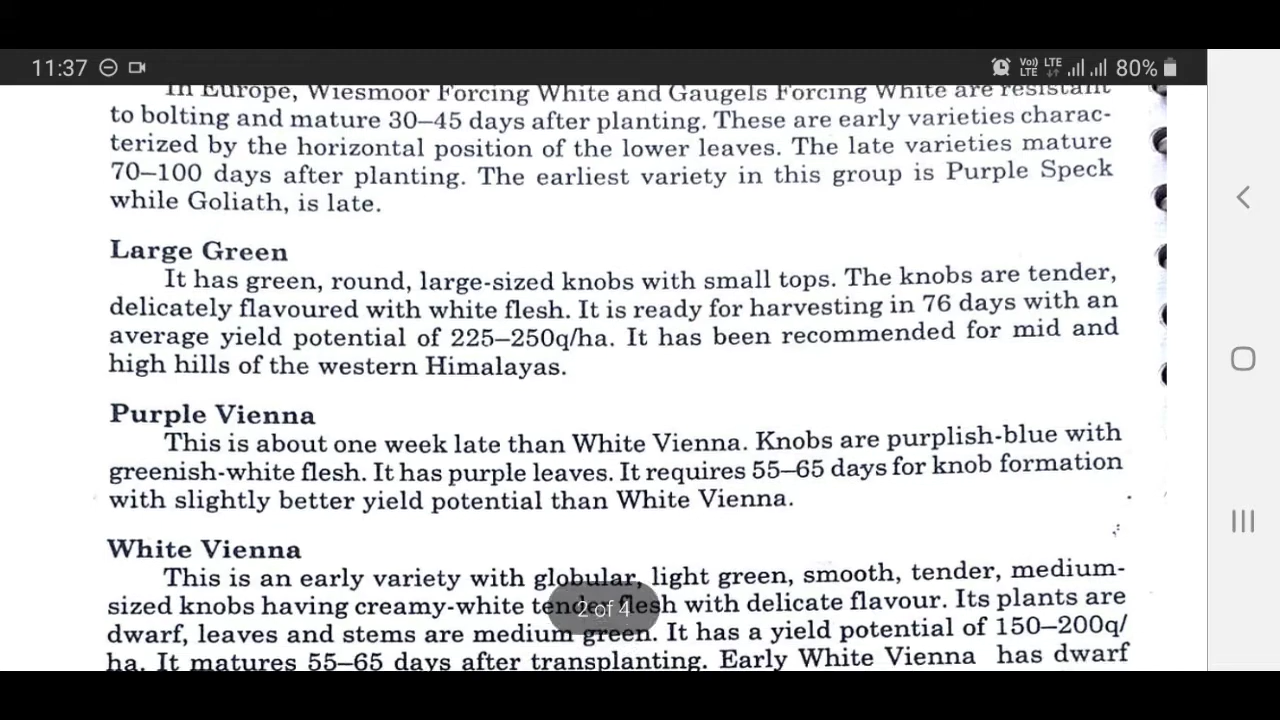 11:37 Vo) LTE LTE 80%
In Europe, Wiesmoor Forcing White and Gaugels Forcing White are resistant
to bolting and mature 30–45 days after planting. These are early varieties charac-
terized by the horizontal position of the lower leaves. The late varieties mature
70–100 days after planting. The earliest variety in this group is Purple Speck
while Goliath, is late.
Large Green
It has green, round, large-sized knobs with small tops. The knobs are tender,
delicately flavoured with white flesh. It is ready for harvesting in 76 days with an
average yield potential of 225–250q/ha. It has been recommended for mid and
high hills of the western Himalayas.
Purple Vienna
This is about one week late than White Vienna. Knobs are purplish-blue with
greenish-white flesh. It has purple leaves. It requires 55–65 days for knob formation
with slightly better yield potential than White Vienna.
White Vienna
This is an early variety with globular, light green, smooth, tender, medium-
sized knobs having creamy-white tender flesh with delicate flavour. Its plants are
2 of 4
dwarf, leaves and stems are medium green. It has a yield potential of 150–200q/
ha. It matures 55–65 days after transplanting. Early White Vienna has dwarf